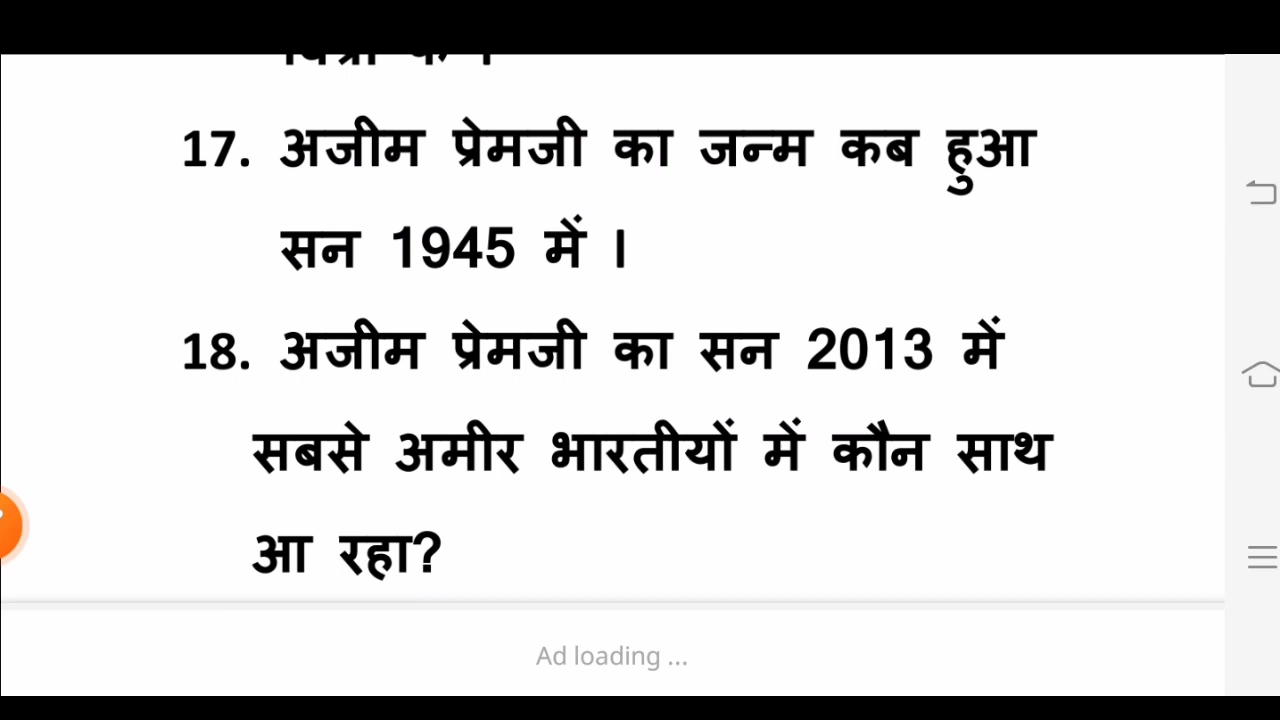 17. अजीम प्रेमजी का जन्म कब हुआ
सन 1945 में ।
18. अजीम प्रेमजी का सन 2013 में
सबसे अमीर भारतीयों में कौन साथ
आ रहा?
Ad loading ...